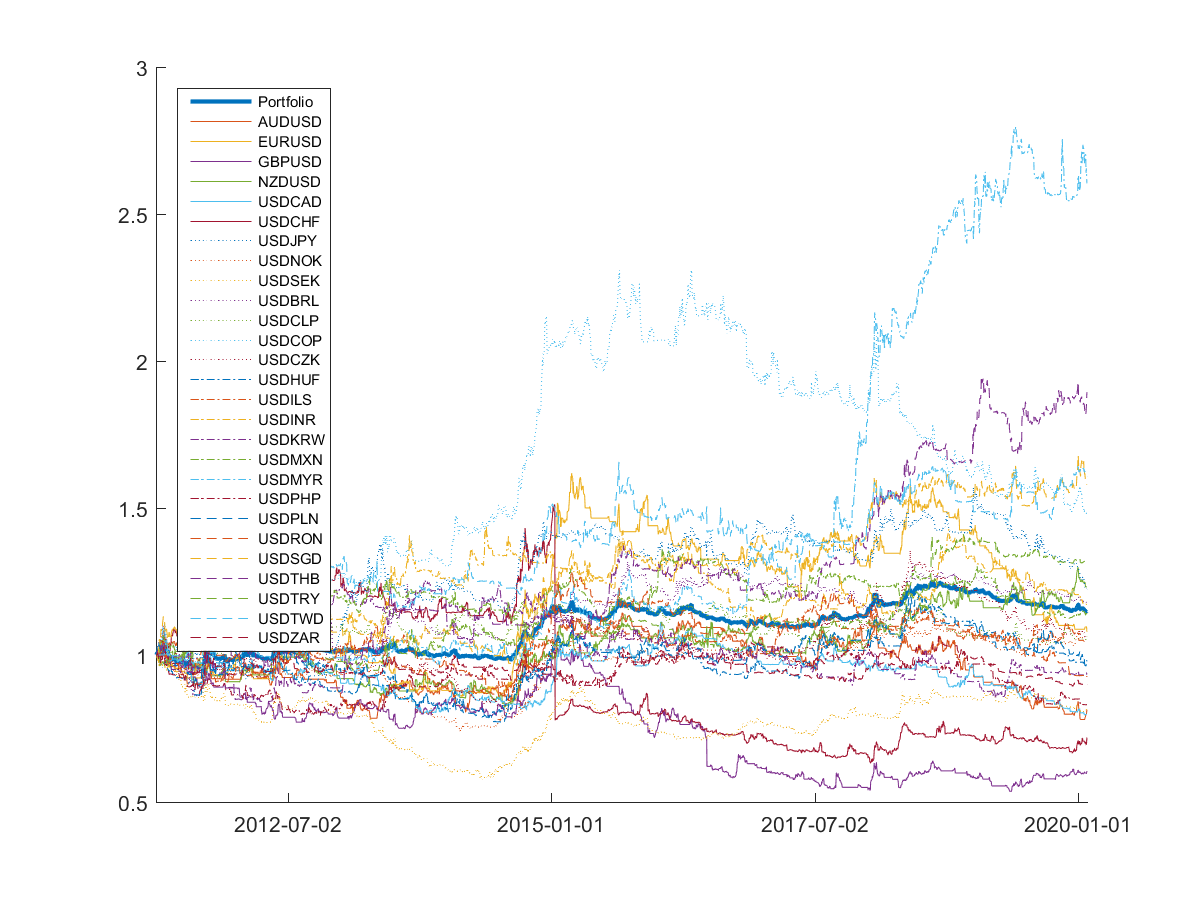 3
2.5
2
1.5
1
0.5
Portfolio
AUDUSD
EURUSD
GBPUSD
NZDUSD
USDCAD
USDCHF
USDJPY
USDNOK
USDSEK
USDBRL
USDCLP
USDCOP
USDCZK
USDHUF
USDILS
USDINR
USDKRW
USDMXN
USDMYR
USDPHP
USDPLN
USDRON
USDSGD
USDTHB
USDTRY
USDTWD
USDZAR
2012-07-02 2015-01-01 2017-07-02 2020-01-01